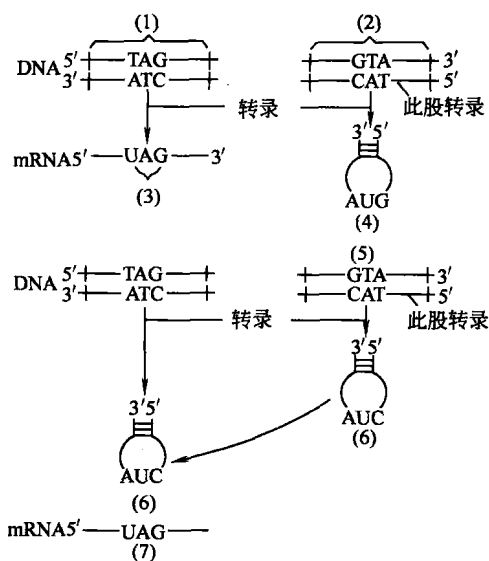 (1) (2)
DNA 5′ TAG GTA 3′
3′ ATC CAT 5′
转录 此股转录
3′ 5′
mRNA5′ UAG 3′
(3) AUG
(4)
(5)
DNA 5′ TAG GTA 3′
3′ ATC CAT 5′
转录 此股转录
3′5′
3′5′ AUC
(6)
AUC
(6)
mRNA5′ UAG
(7)